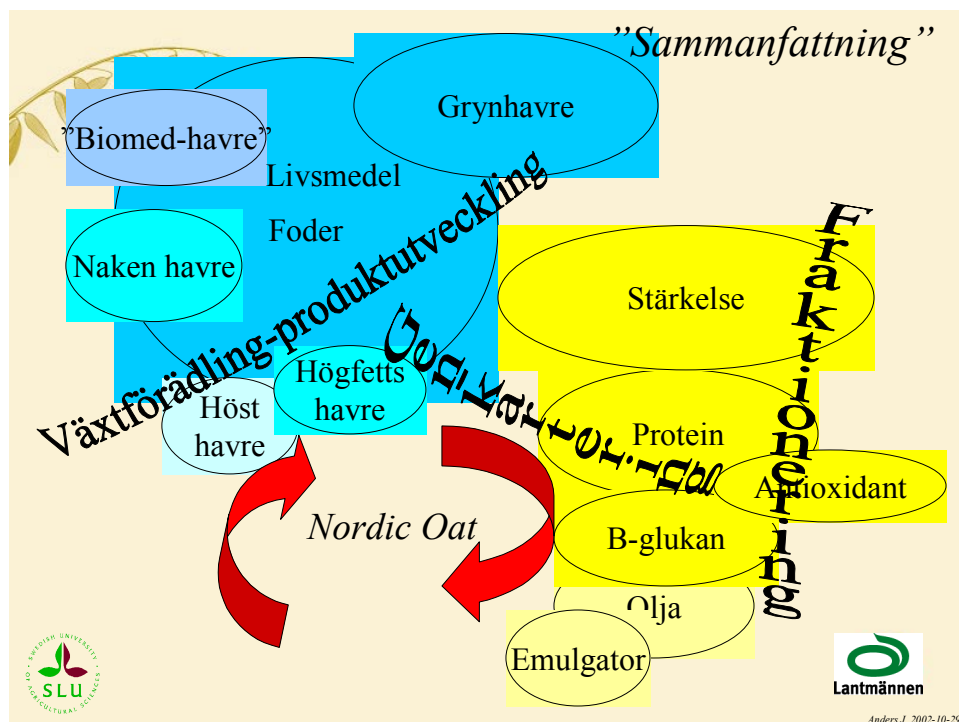 ”Sammanfattning”
Grynhavre
”Biomed-havre”
Livsmedel
Foder
Naken havre
Växtförädling-produktutveckling
Genkartering
Fraktionering
Stärkelse
Högfetts
havre
Höst
havre
Protein
Antioxidant
Nordic Oat
B-glukan
Olja
Emulgator
SWEDISH UNIVERSITY
OF AGRICULTURAL SCIENCES
SLU
Lantmännen
Anders J. 2002-10-29